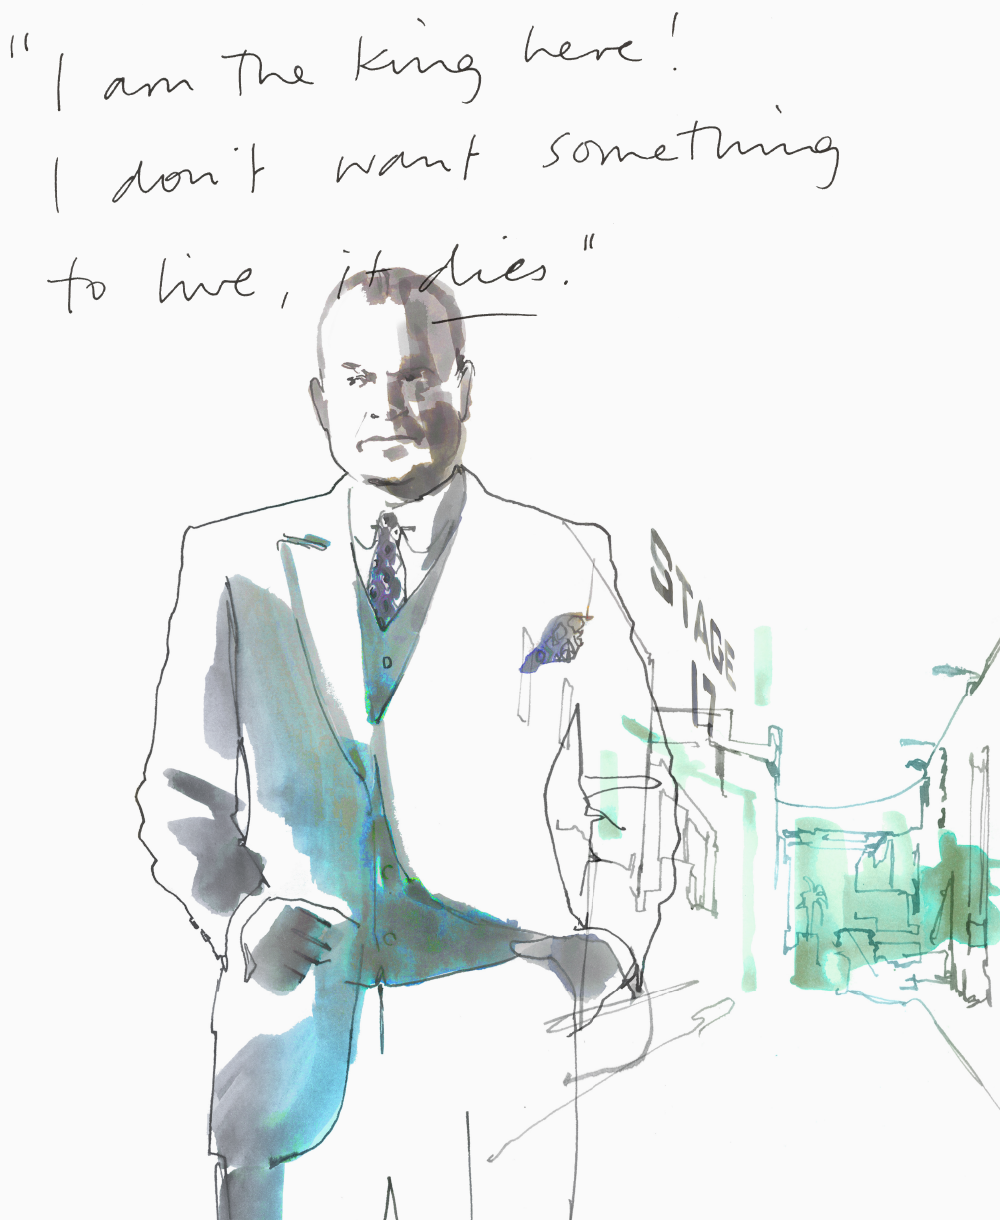 "I am the king here!
I don't want something
to live, it dies."
STAGE
17